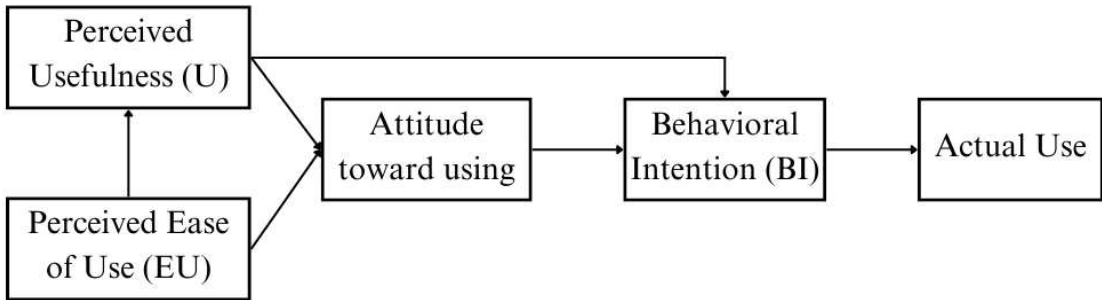 Perceived
Usefulness (U)
Perceived Ease
of Use (EU)
Attitude
toward using
Behavioral
Intention (BI)
Actual Use